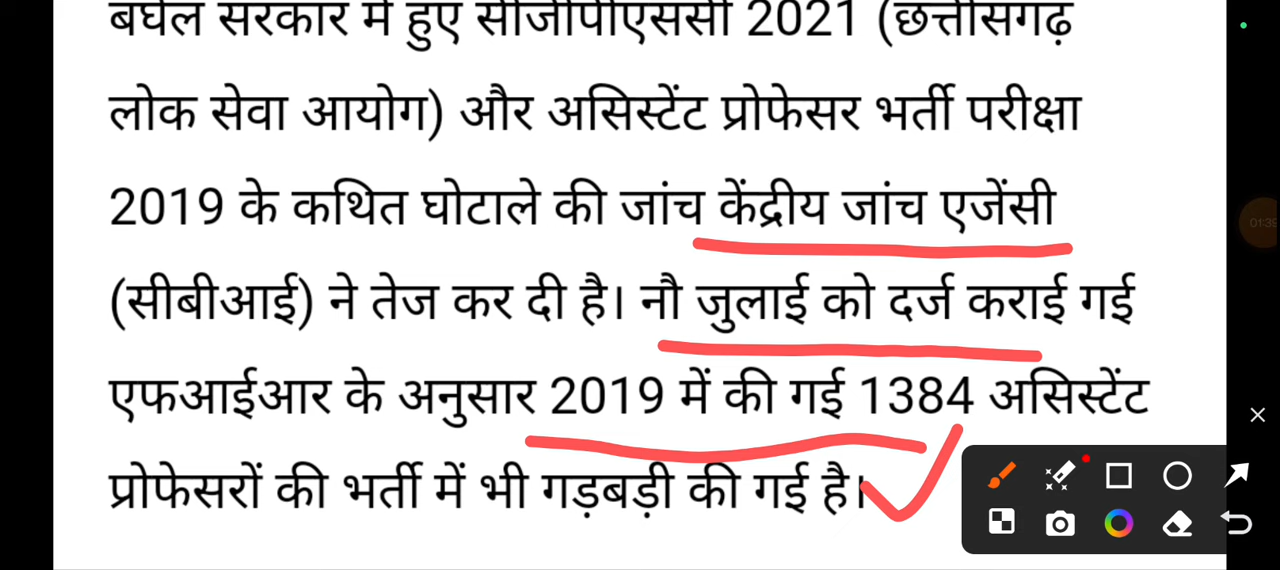 बघेल सरकार में हुए सीजीपीएससी 2021 (छत्तीसगढ़
लोक सेवा आयोग) और असिस्टेंट प्रोफेसर भर्ती परीक्षा
2019 के कथित घोटाले की जांच केंद्रीय जांच एजेंसी
(सीबीआई) ने तेज कर दी है। नौ जुलाई को दर्ज कराई गई
एफआईआर के अनुसार 2019 में की गई 1384 असिस्टेंट
प्रोफेसरों की भर्ती में भी गड़बड़ी की गई है।